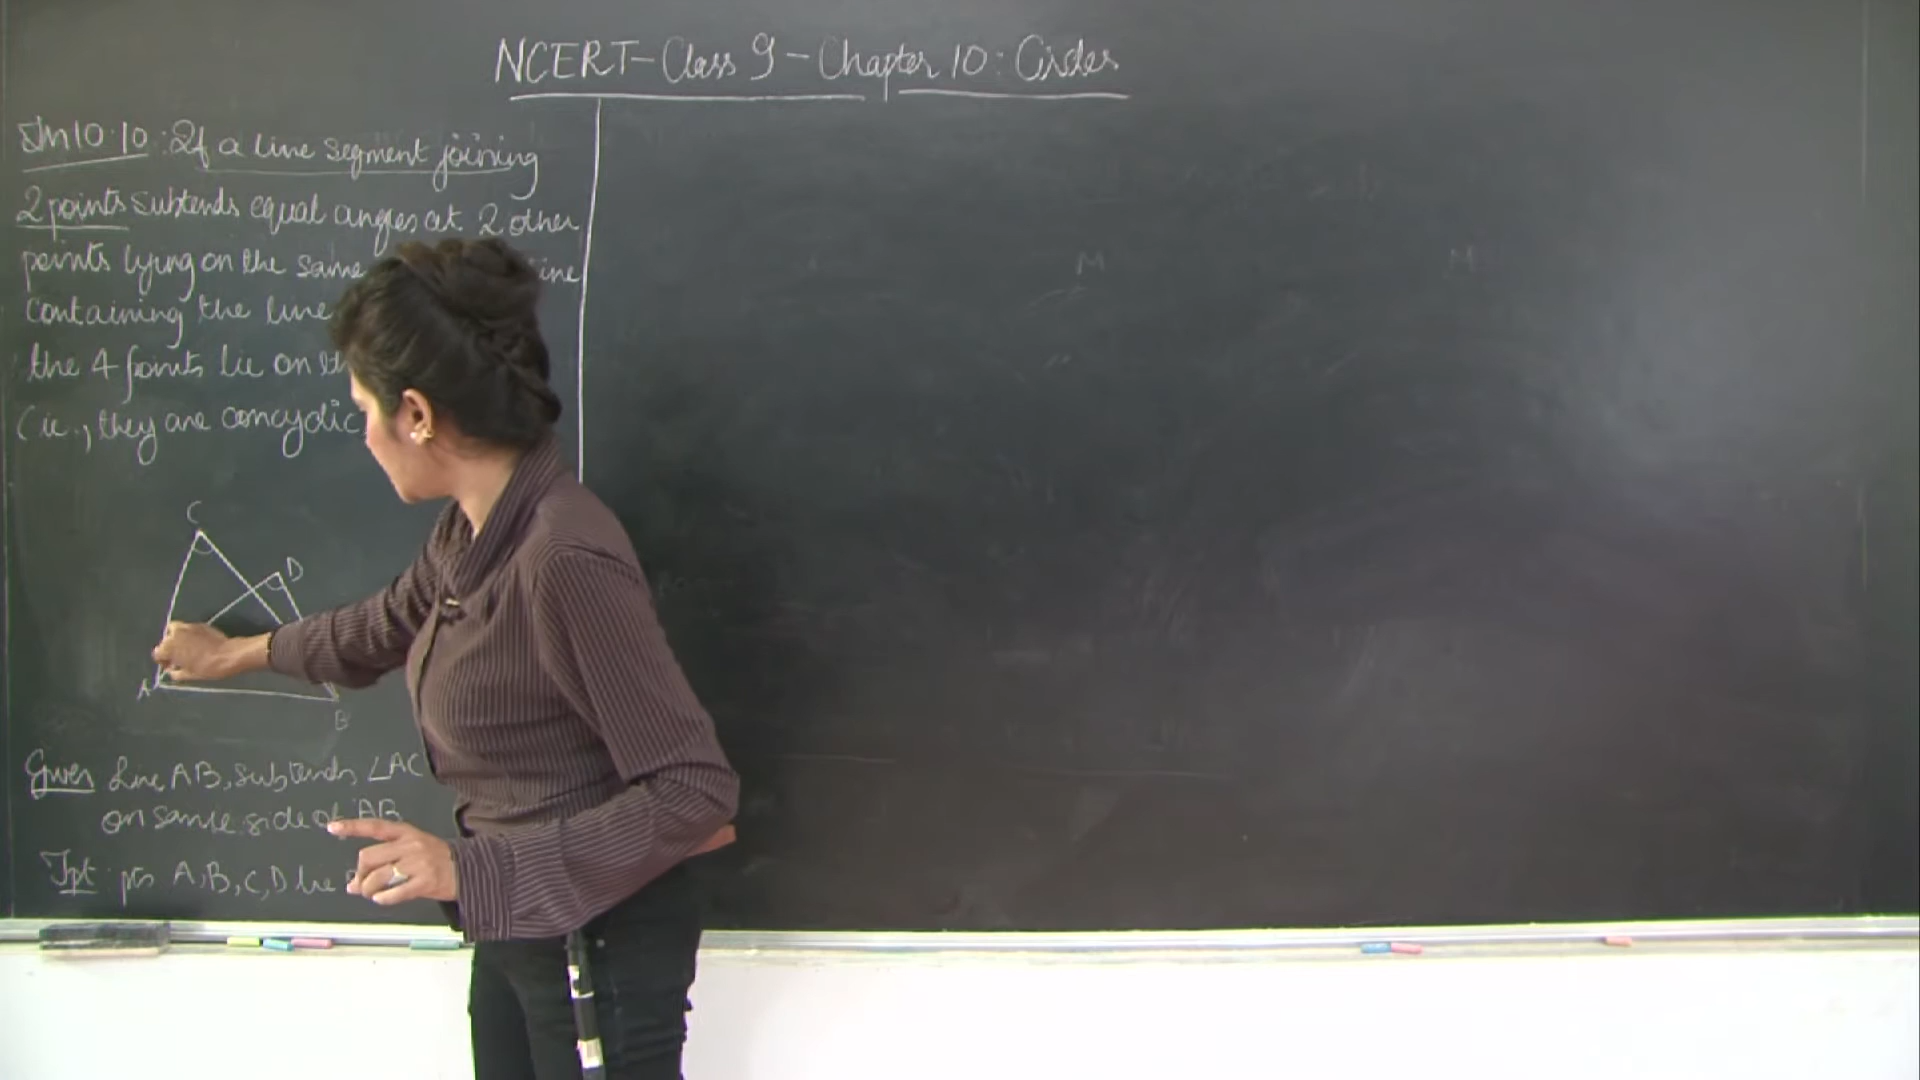 NCERT-Class 9-Chapter 10: Circles
Th 10.10: If a line segment joining
2 points subtends equal angles at 2 other
points lying on the same line
containing the line
the 4 points lie on
(ie., they are concyclic
C
D
A
B
Given Line AB, subtends ∠AC
on same side of AB
Tpt: pts A, B, C, D lie
M M